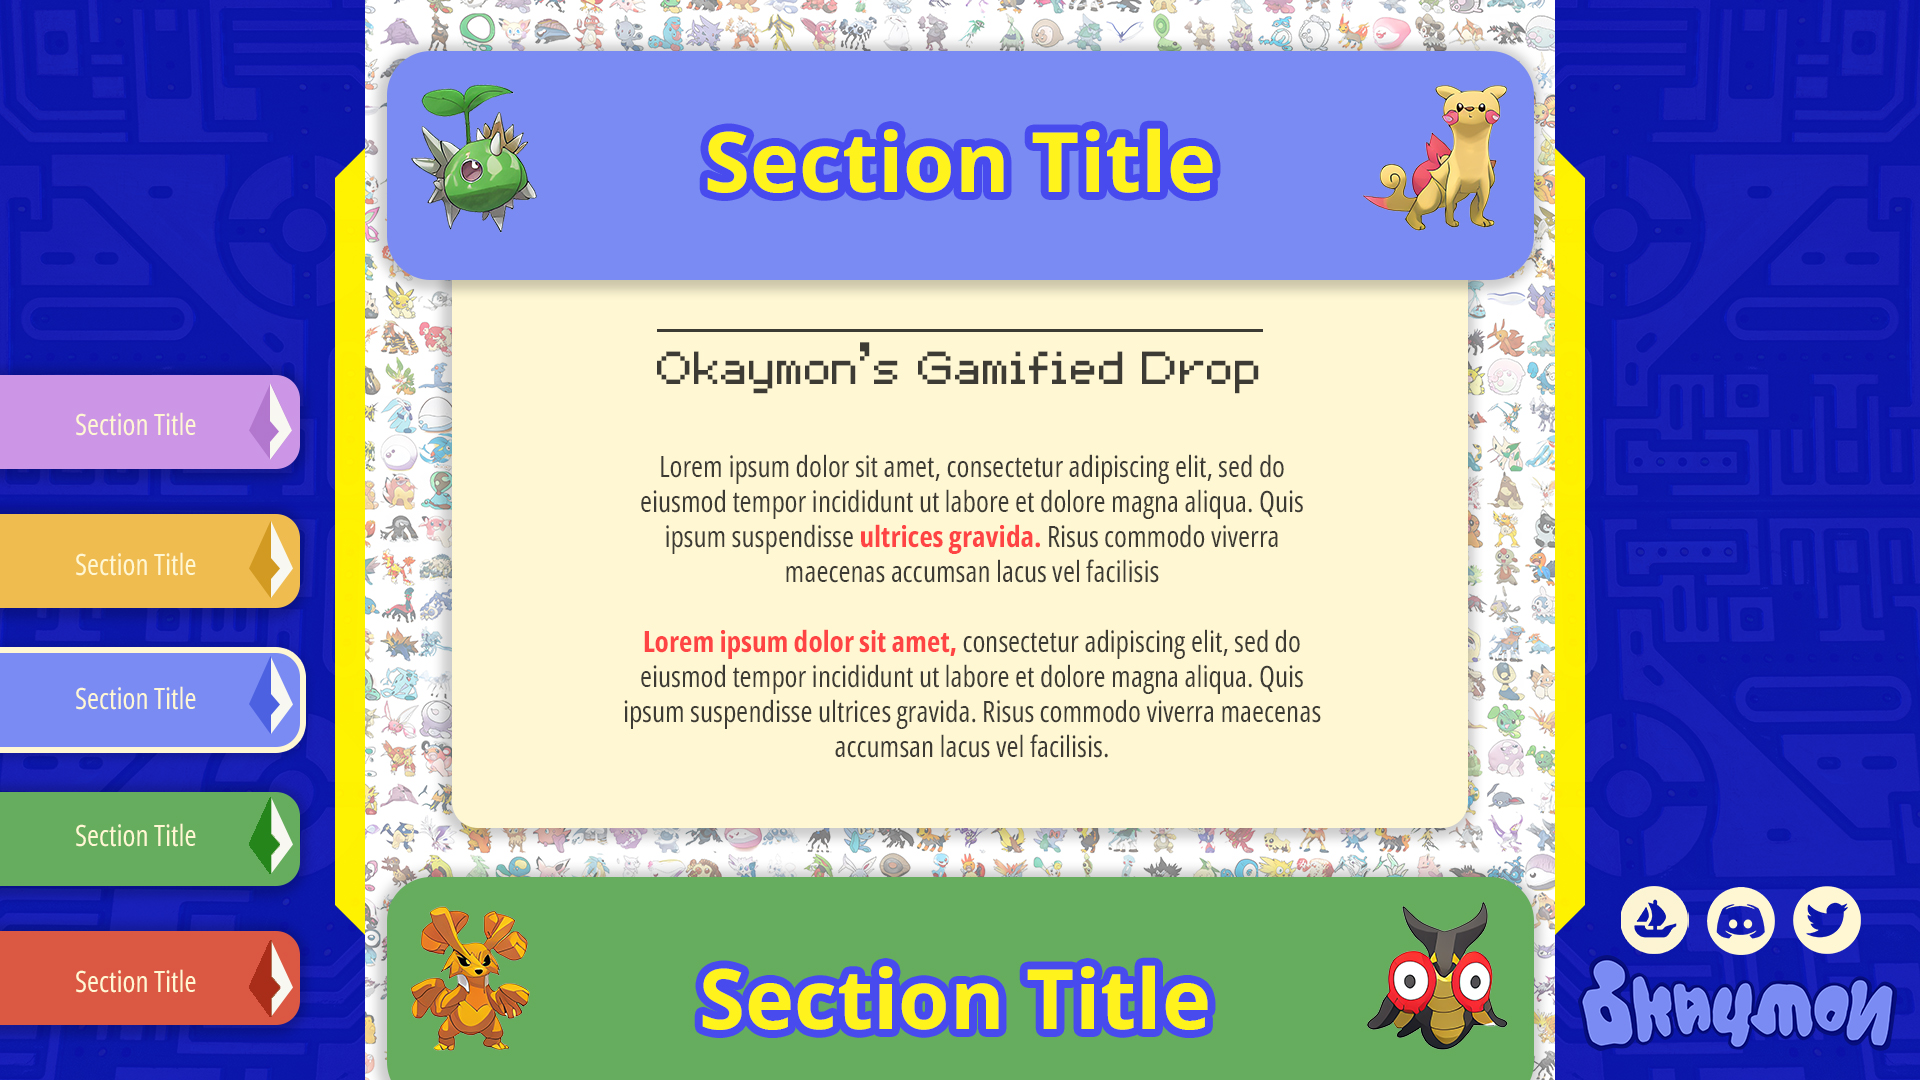 Section Title
Okaymon's Gamified Drop
Lorem ipsum dolor sit amet, consectetur adipiscing elit, sed do
eiusmod tempor incididunt ut labore et dolore magna aliqua. Quis
ipsum suspendisse ultrices gravida. Risus commodo viverra
maecenas accumsan lacus vel facilisis
Lorem ipsum dolor sit amet, consectetur adipiscing elit, sed do
eiusmod tempor incididunt ut labore et dolore magna aliqua. Quis
ipsum suspendisse ultrices gravida. Risus commodo viverra maecenas
accumsan lacus vel facilisis.
Section Title
Section Title
Section Title
Section Title
Section Title
Section Title
Okaymon